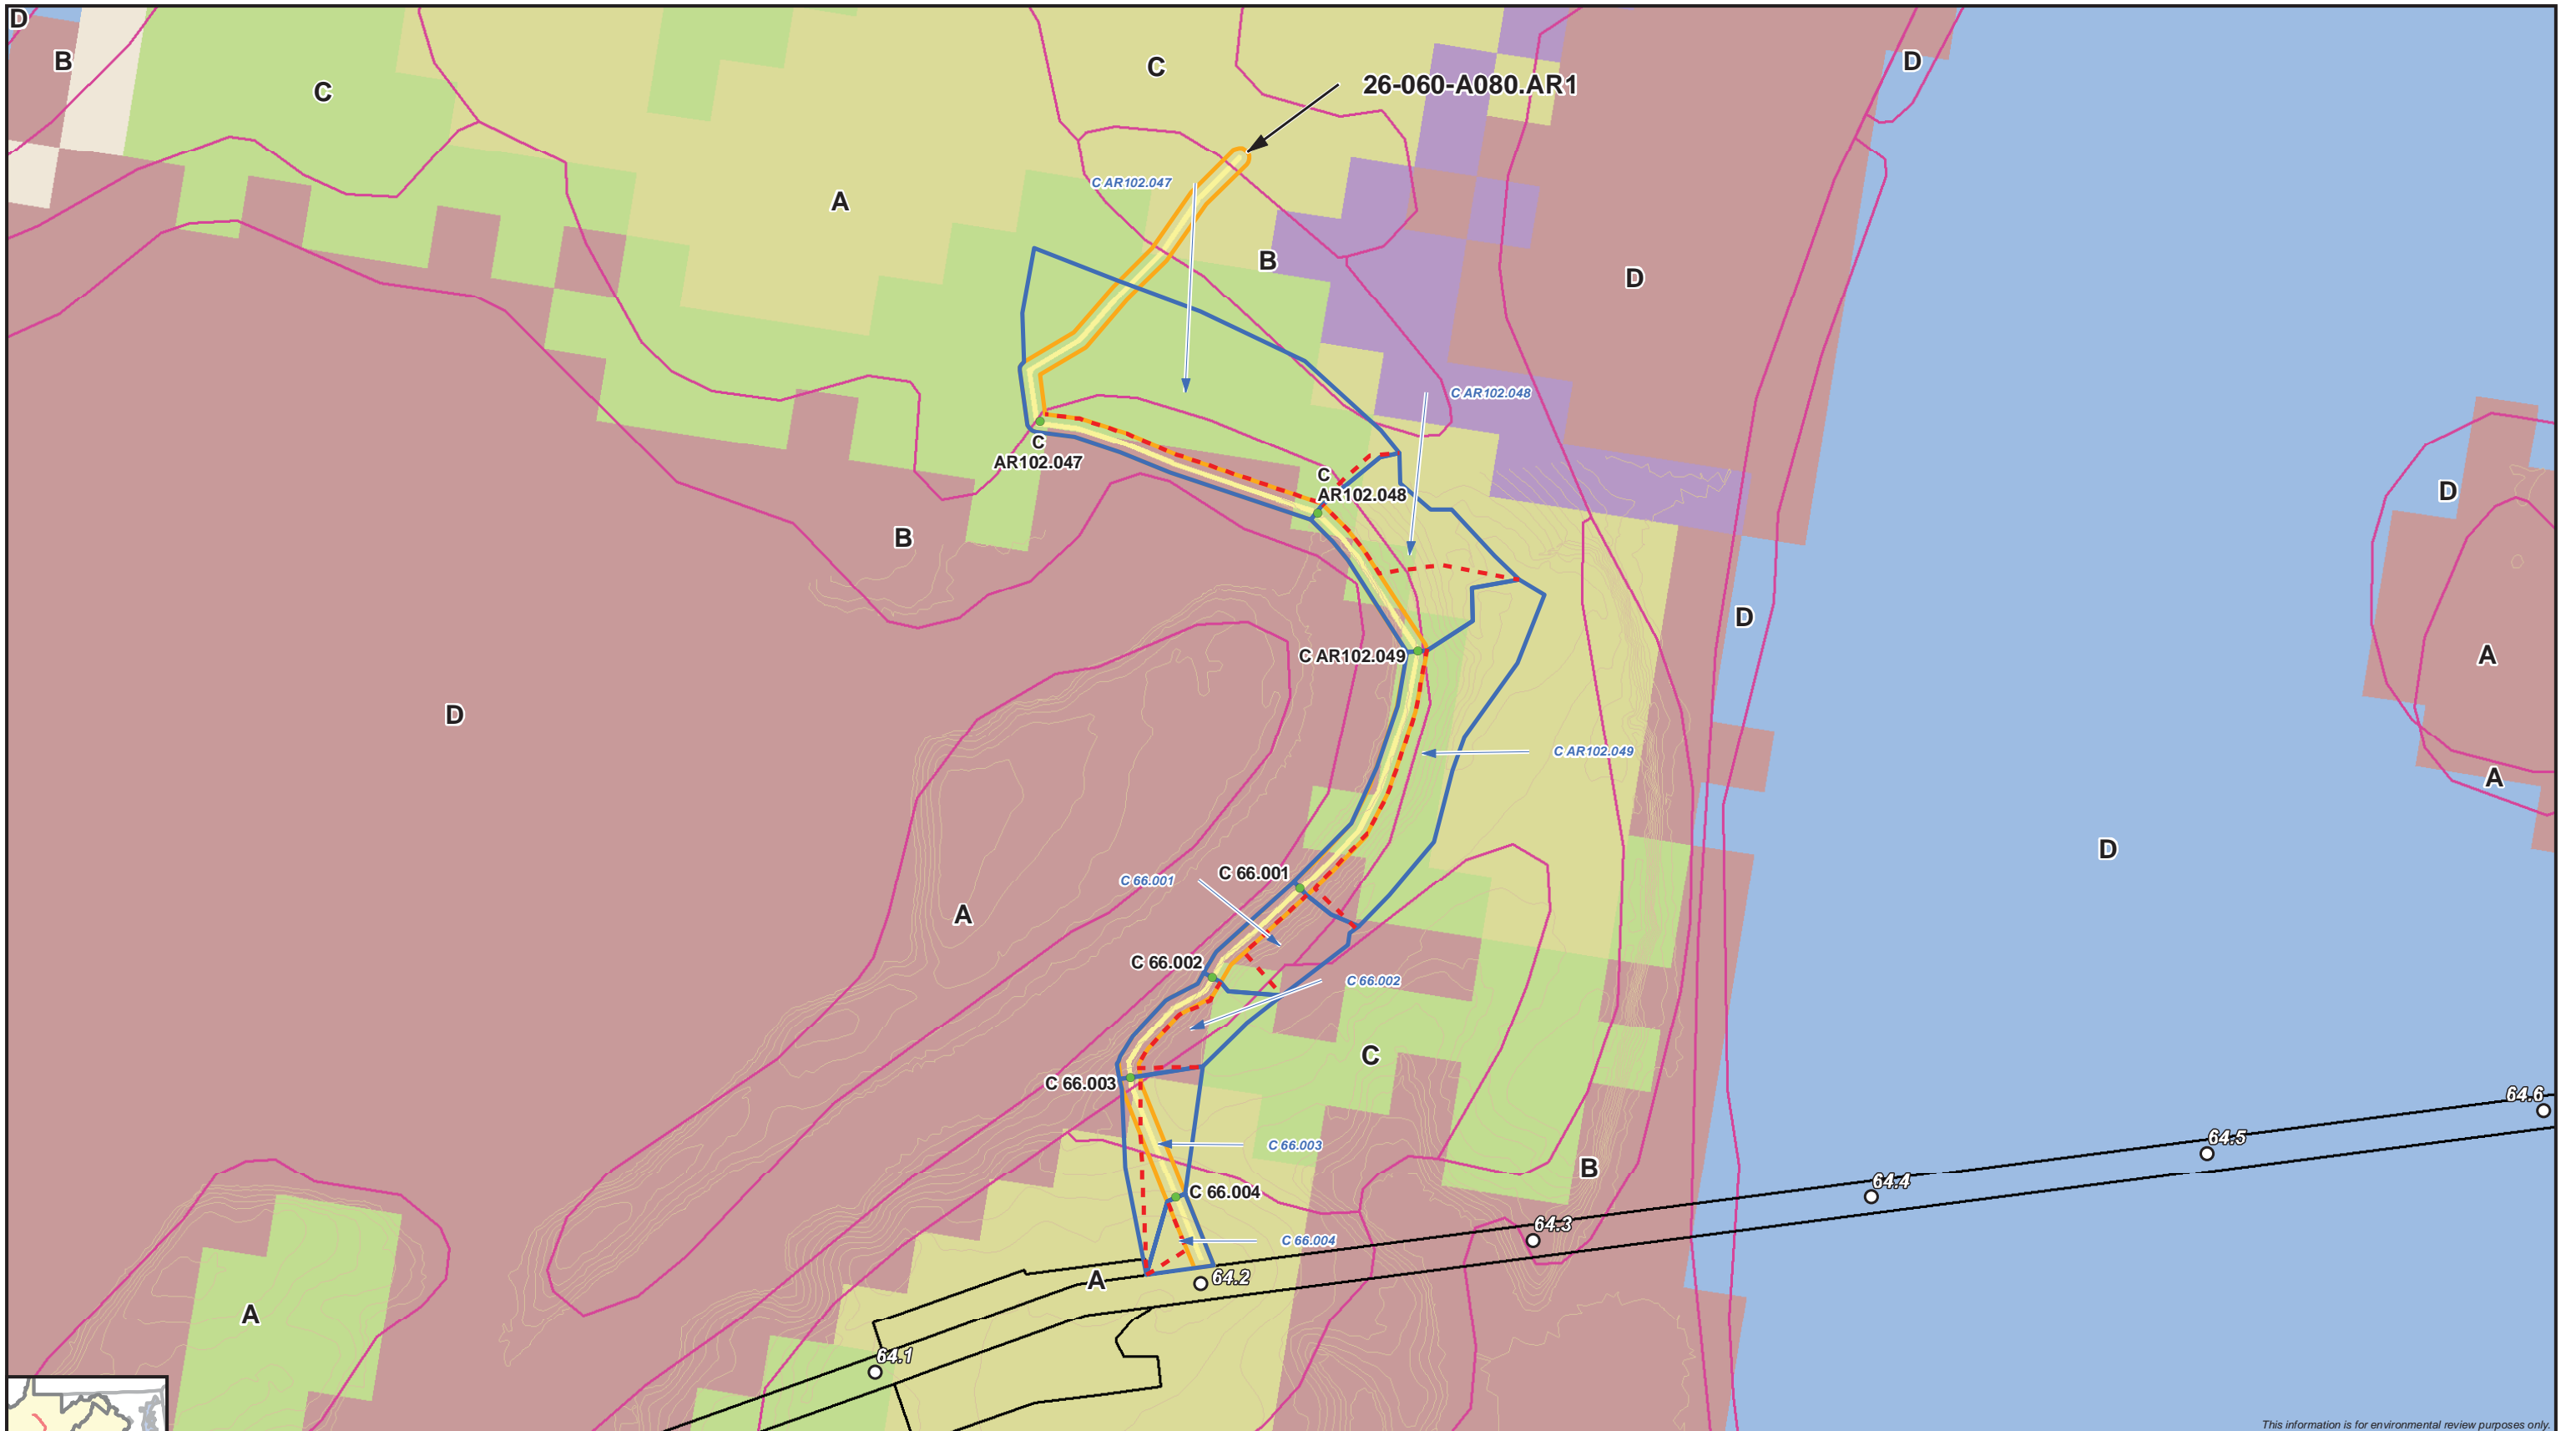 D
B
C
C
D
26-060-A080.AR1
C AR102.047
A
B
D
C AR102.048
C
AR102.047
C
AR102.048
D
B
D
C AR102.049
A
D
C AR102.049
A
D
C 66.001
C 66.001
A
C 66.002
C 66.002
C
C 66.003
64.6
64.5
C 66.003
B
64.4
C 66.004
64.3
C 66.004
A
64.2
A
64.1
This information is for environmental review purposes only.